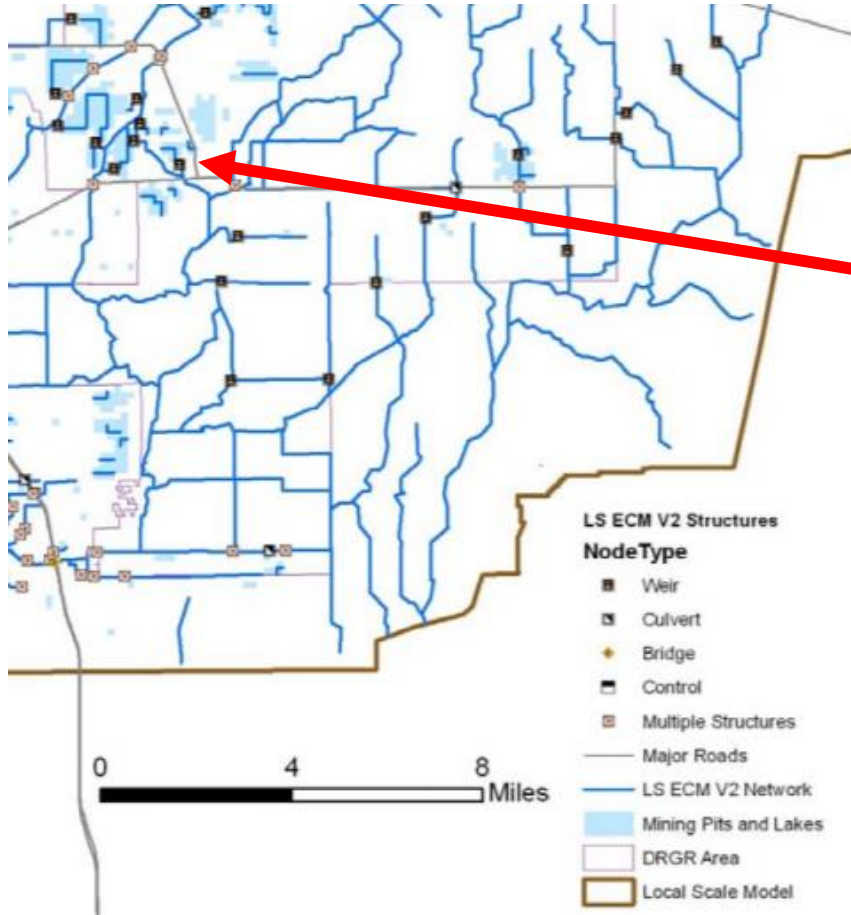 LS ECM V2 Structures
NodeType
Weir
Culvert
Bridge
Control
Multiple Structures
Major Roads
LS ECM V2 Network
Mining Pits and Lakes
DRGR Area
Local Scale Model
0 4 8
Miles